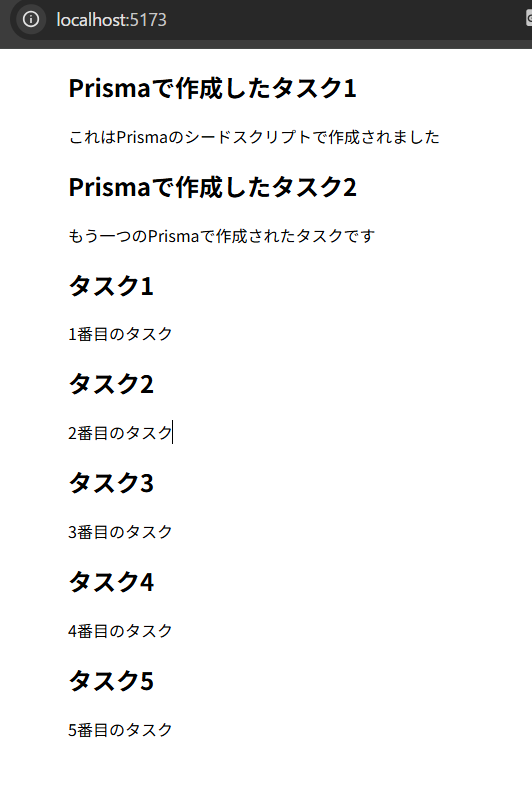 localhost:5173
Prismaで作成したタスク1
これはPrismaのシードスクリプトで作成されました
Prismaで作成したタスク2
もう一つのPrismaで作成されたタスクです
タスク1
1番目のタスク
タスク2
2番目のタスク
タスク3
3番目のタスク
タスク4
4番目のタスク
タスク5
5番目のタスク